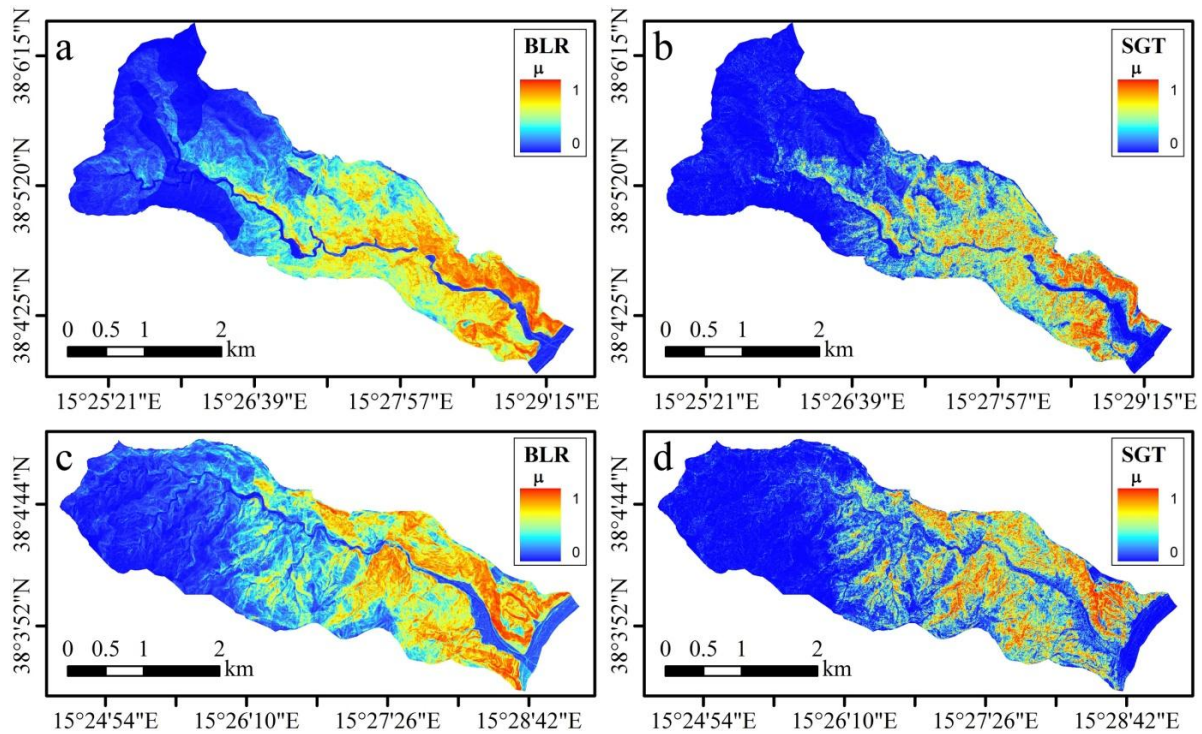 a
BLR
μ
1
0
38°6'15"N
38°5'20"N
38°4'25"N
0 0.5 1 2
km
15°25'21"E 15°26'39"E 15°27'57"E 15°29'15"E
b
SGT
μ
1
0
38°6'15"N
38°5'20"N
38°4'25"N
0 0.5 1 2
km
15°25'21"E 15°26'39"E 15°27'57"E 15°29'15"E
c
BLR
μ
1
0
38°4'44"N
38°3'52"N
0 0.5 1 2
km
15°24'54"E 15°26'10"E 15°27'26"E 15°28'42"E
d
SGT
μ
1
0
38°4'44"N
38°3'52"N
0 0.5 1 2
km
15°24'54"E 15°26'10"E 15°27'26"E 15°28'42"E